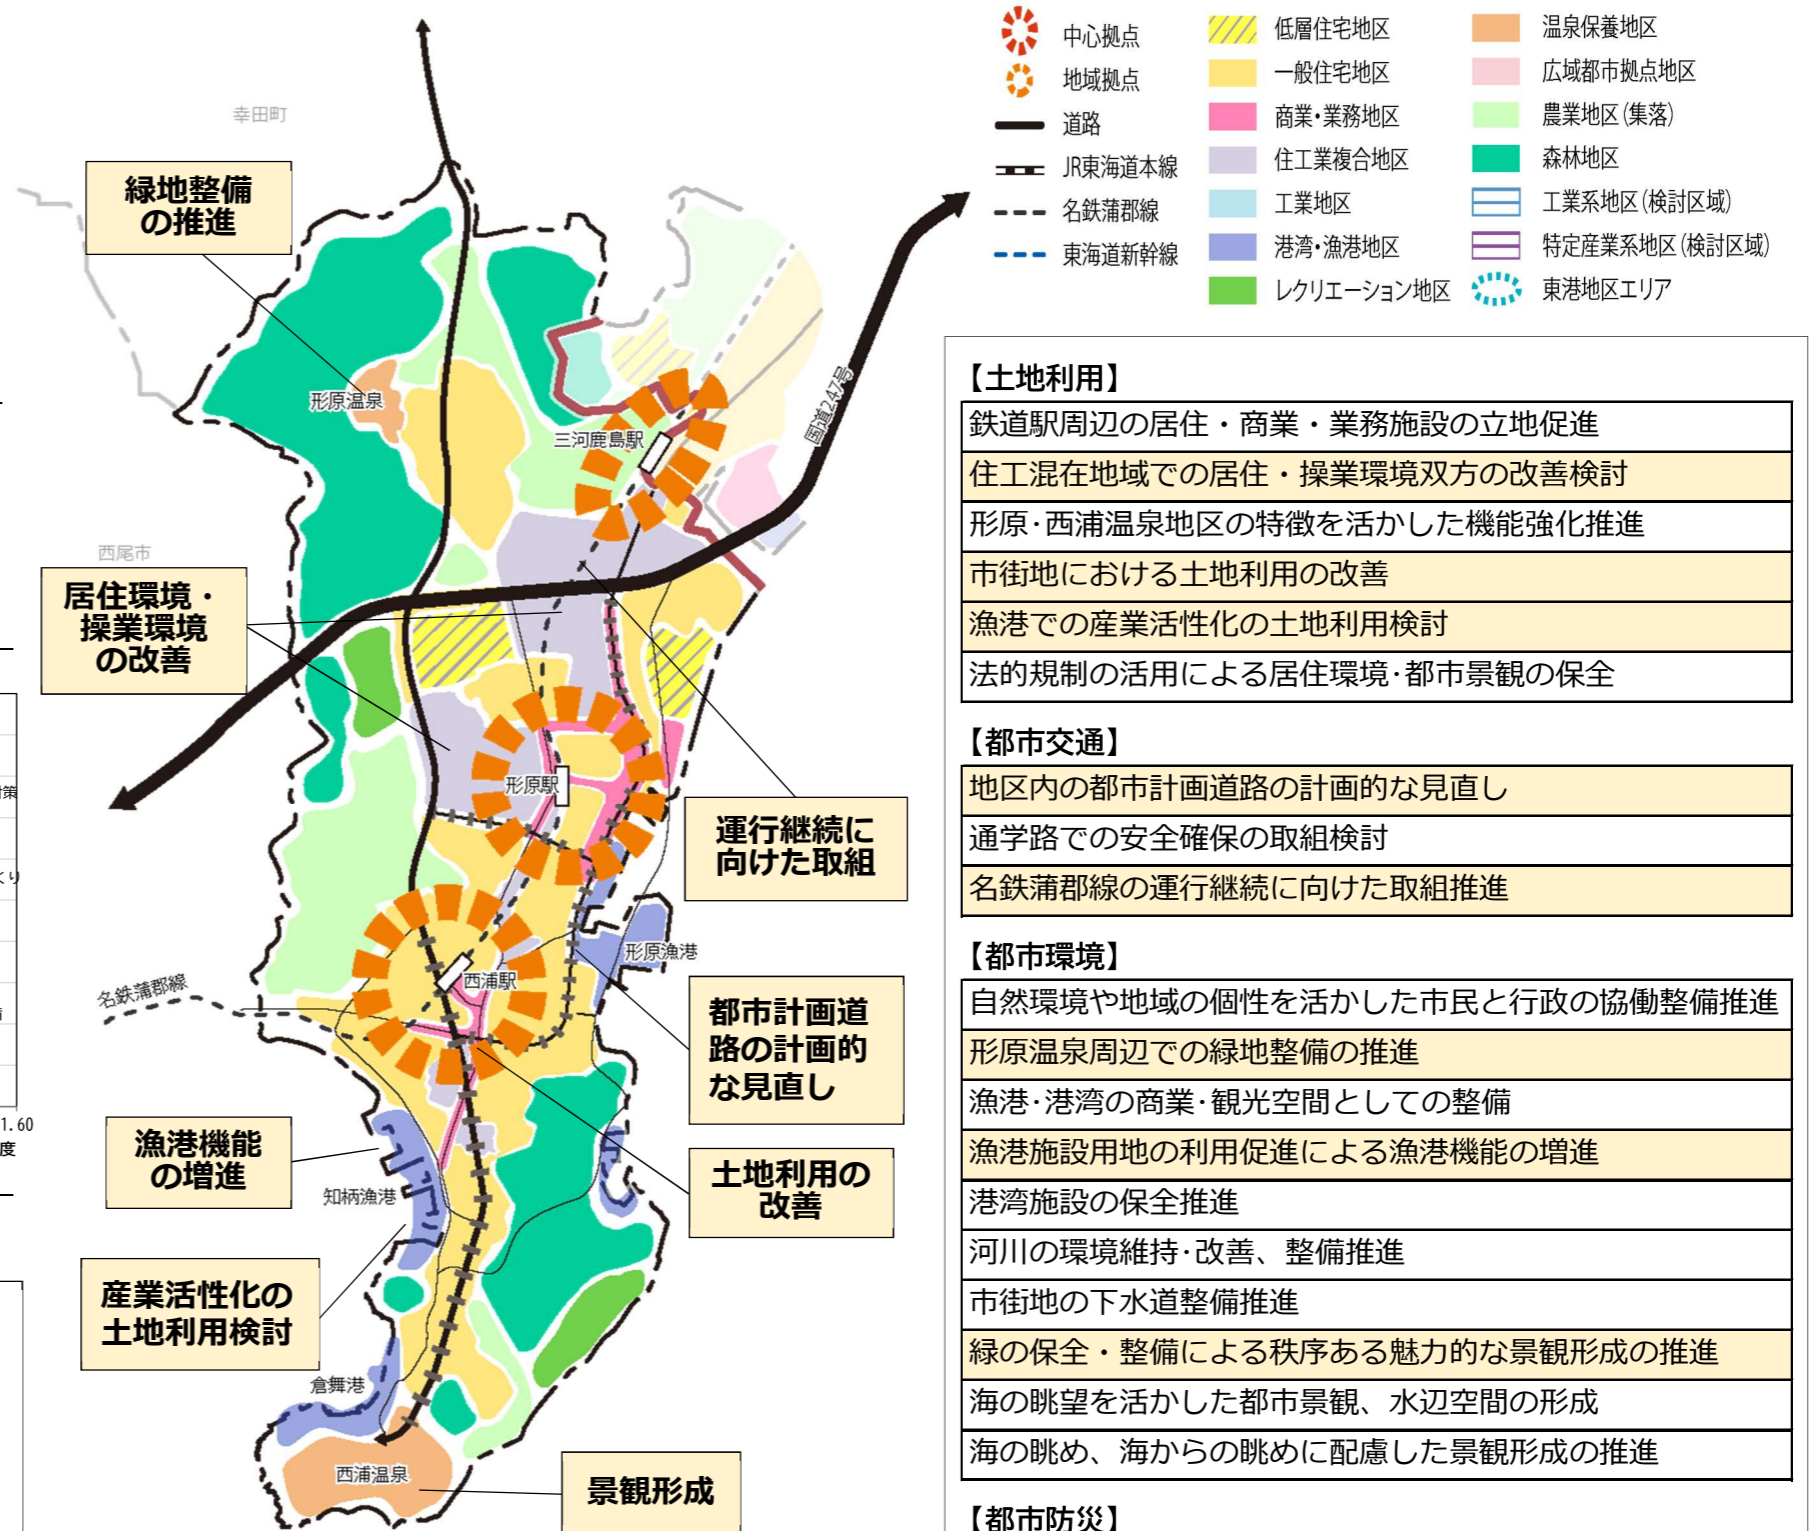 中心拠点
地域拠点
道路
JR東海道本線
名鉄蒲郡線
東海道新幹線
低層住宅地区
一般住宅地区
商業・業務地区
住工業複合地区
工業地区
港湾・漁港地区
レクリエーション地区
温泉保養地区
広域都市拠点地区
農業地区(集落)
森林地区
工業系地区(検討区域)
特定産業系地区(検討区域)
東港地区エリア
幸田町
緑地整備
の推進
形原温泉
三河鹿島駅
国道247号
西尾市
居住環境・
操業環境
の改善
形原駅
運行継続に
向けた取組
形原漁港
西浦駅
名鉄蒲郡線
都市計画道
路の計画的
な見直し
漁港機能
の増進
知柄漁港
土地利用の
改善
産業活性化の
土地利用検討
倉舞港
西浦温泉
景観形成
策
くり
1.60
度
【土地利用】
鉄道駅周辺の居住・商業・業務施設の立地促進
住工混在地域での居住・操業環境双方の改善検討
形原・西浦温泉地区の特徴を活かした機能強化推進
市街地における土地利用の改善
漁港での産業活性化の土地利用検討
法的規制の活用による居住環境・都市景観の保全
【都市交通】
地区内の都市計画道路の計画的な見直し
通学路での安全確保の取組検討
名鉄蒲郡線の運行継続に向けた取組推進
【都市環境】
自然環境や地域の個性を活かした市民と行政の協働整備推進
形原温泉周辺での緑地整備の推進
漁港・港湾の商業・観光空間としての整備
漁港施設用地の利用促進による漁港機能の増進
港湾施設の保全推進
河川の環境維持・改善、整備推進
市街地の下水道整備推進
緑の保全・整備による秩序ある魅力的な景観形成の推進
海の眺望を活かした都市景観、水辺空間の形成
海の眺め、海からの眺めに配慮した景観形成の推進
【都市防災】